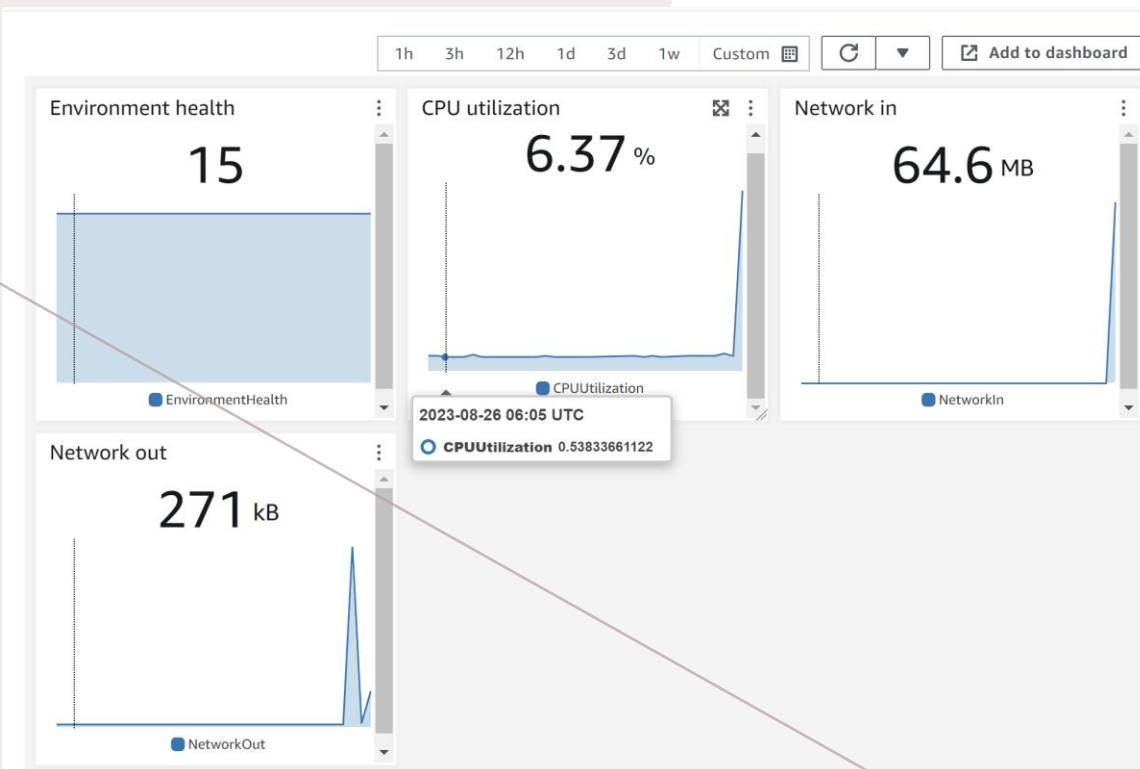 1h 3h 12h 1d 3d 1w Custom Add to dashboard
Environment health
15
EnvironmentHealth
CPU utilization
6.37 %
CPUUtilization
2023-08-26 06:05 UTC
CPUUtilization 0.53833661122
Network in
64.6 MB
NetworkIn
Network out
271 kB
NetworkOut